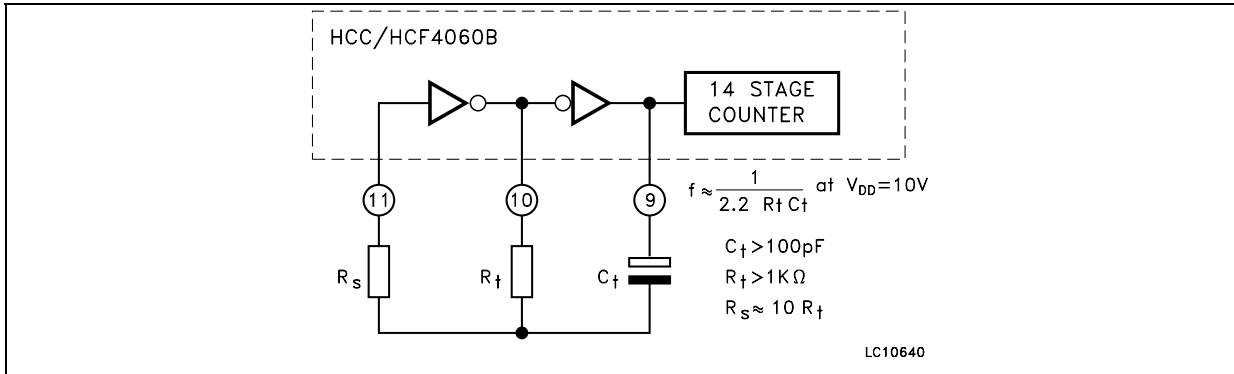 HCC/HCF4060B
14 STAGE
COUNTER
11
10
9
f ≈ 1 / 2.2 Rt Ct at VDD=10V
Rs
Rt
Ct
Ct>100pF
Rt>1KΩ
Rs≈ 10 Rt
LC10640